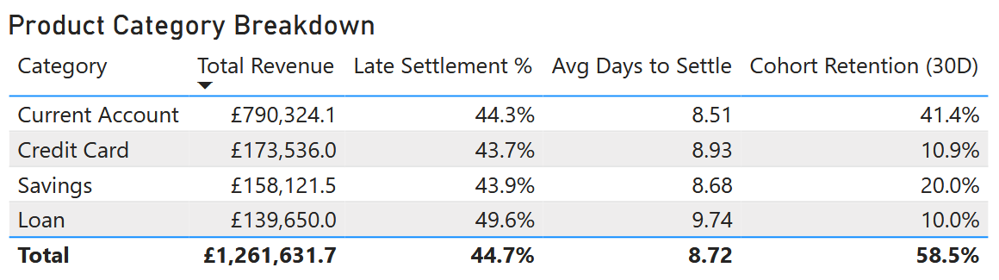 Product Category Breakdown
Category Total Revenue Late Settlement % Avg Days to Settle Cohort Retention (30D)
Current Account £790,324.1 44.3% 8.51 41.4%
Credit Card £173,536.0 43.7% 8.93 10.9%
Savings £158,121.5 43.9% 8.68 20.0%
Loan £139,650.0 49.6% 9.74 10.0%
Total £1,261,631.7 44.7% 8.72 58.5%